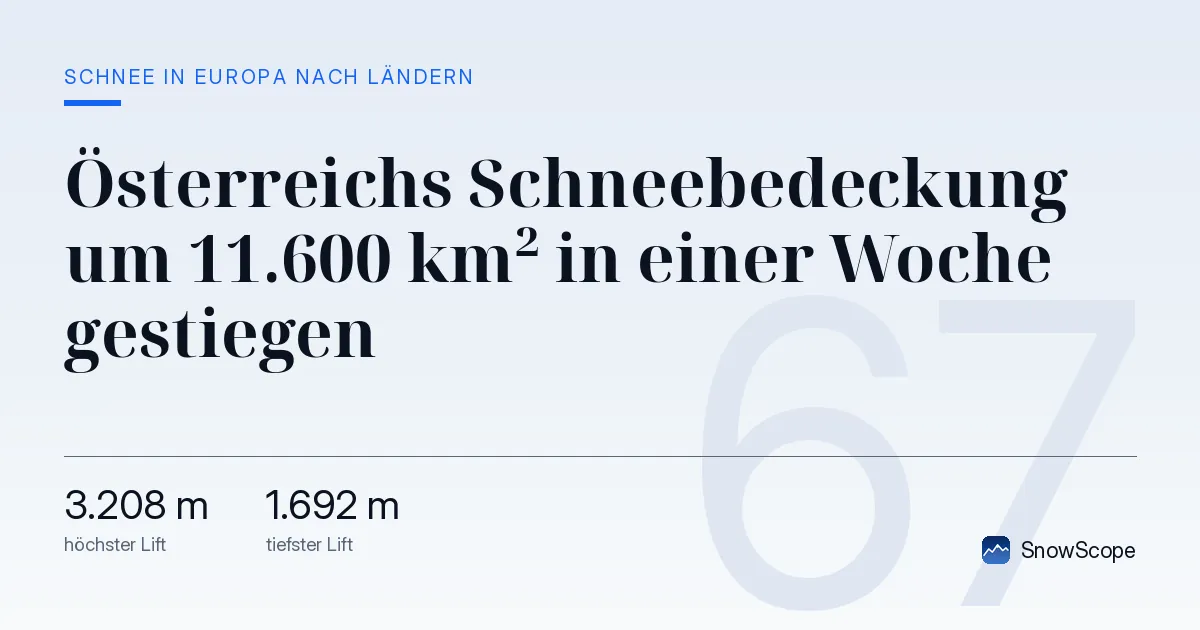 SCHNEE IN EUROPA NACH LÄNDERN
Österreichs Schneebedeckung
um 11.600 km² in einer Woche
gestiegen
67
3.208 m
höchster Lift
1.692 m
tiefster Lift
SnowScope